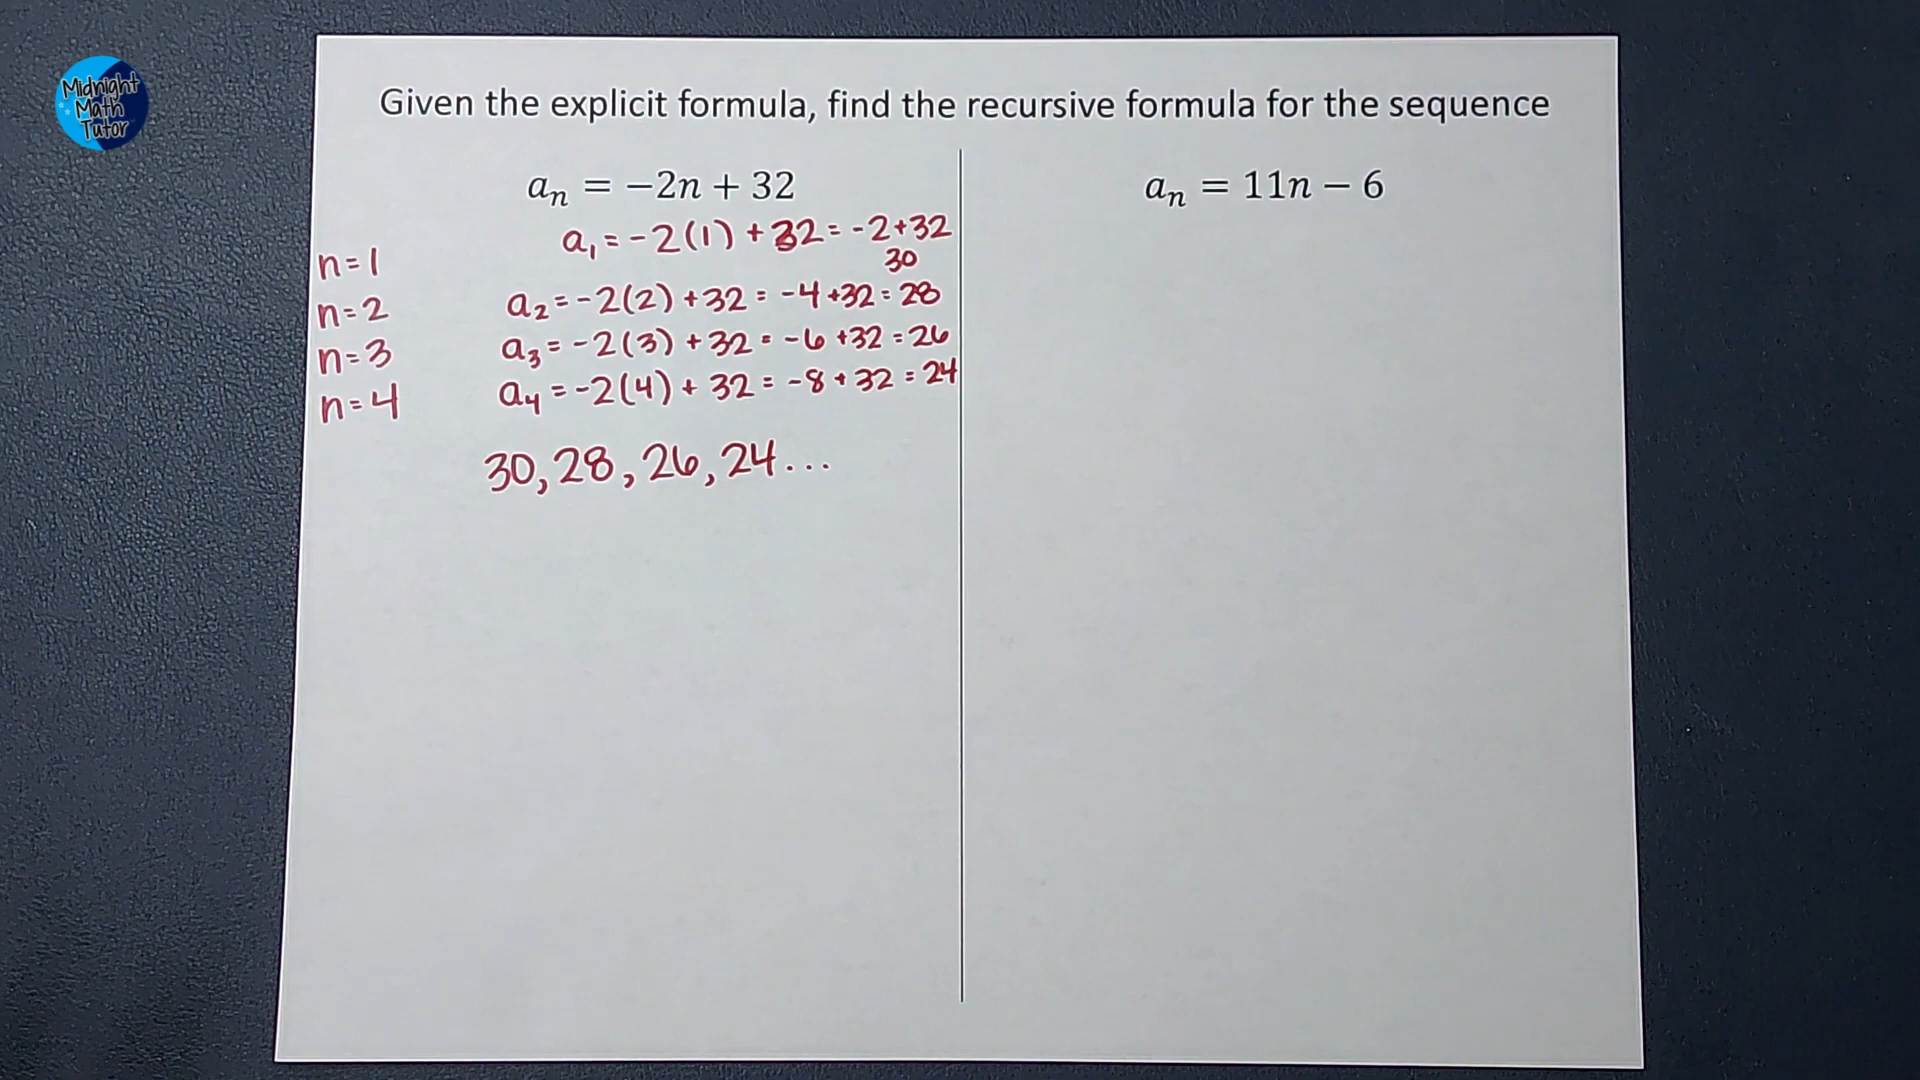 Midnight
Math
Tutor
Given the explicit formula, find the recursive formula for the sequence
aₙ = −2n + 32
a₁ = -2(1) + 32 = -2+32
30
n=1
n=2
n=3
n=4
a₂ = -2(2) + 32 = -4+32 = 28
a₃ = -2(3) + 32 = -6+32 = 26
a₄ = -2(4) + 32 = -8+32 = 24
30, 28, 26, 24...
aₙ = 11n − 6